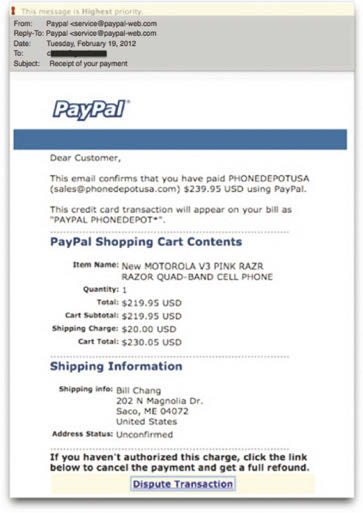 This message is Highest priority.
From: Paypal <service@paypal-web.com
Reply-To: Paypal <service@paypal-web.com
Date: Tuesday, February 19, 2012
To:
Subject: Receipt of your payment
PayPal
Dear Customer,
This email confirms that you have paid PHONEDEPOTUSA
(sales@phonedepotusa.com) $239.95 USD using PayPal.
This credit card transaction will appear on your bill as
"PAYPAL PHONEDEPOT*".
PayPal Shopping Cart Contents
Item Name: New MOTOROLA V3 PINK RAZR
RAZOR QUAD-BAND CELL PHONE
Quantity: 1
Total: $219.95 USD
Cart Subtotal: $219.95 USD
Shipping Charge: $20.00 USD
Cart Total: $230.05 USD
Shipping Information
Shipping info: Bill Chang
202 N Magnolia Dr.
Saco, ME 04072
United States
Address Status: Unconfirmed
If you haven't authorized this charge, click the link
below to cancel the payment and get a full refund.
Dispute Transaction